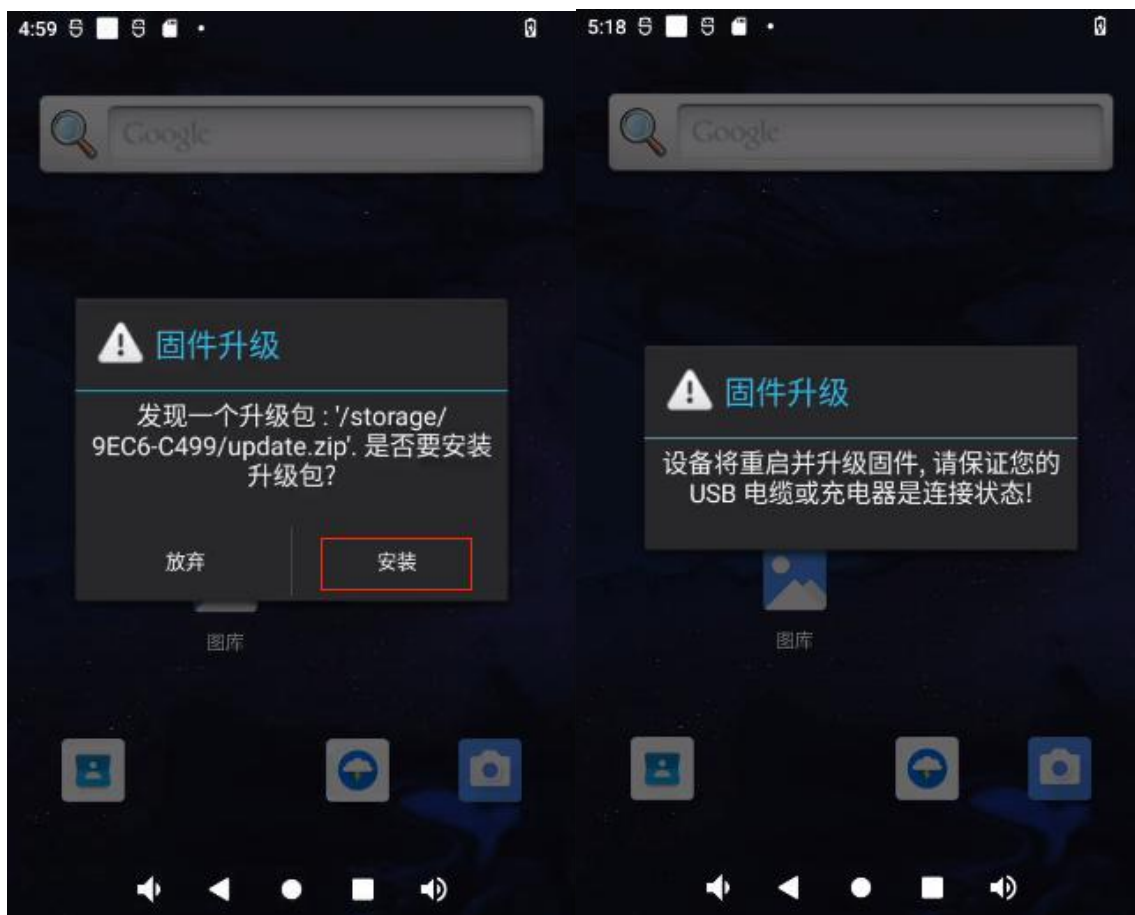 4:59
Google
固件升级
发现一个升级包 : '/storage/
9EC6-C499/update.zip'. 是否要安装
升级包?
放弃
安装
图库
5:18
Google
固件升级
设备将重启并升级固件, 请保证您的
USB 电缆或充电器是连接状态!
图库